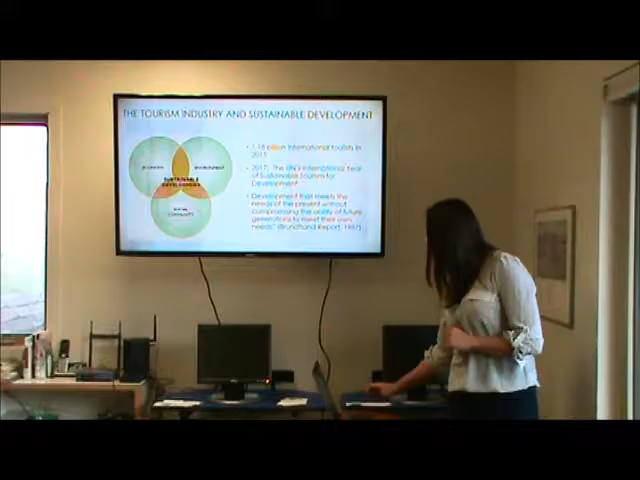 THE TOURISM INDUSTRY AND SUSTAINABLE DEVELOPMENT
ECONOMY
ENVIRONMENT
SUSTAINABLE
DEVELOPMENT
SOCIAL
COMMUNITY
• 1.18 billion international tourists in
2015
• 2017: The UN's International Year
of Sustainable Tourism for
Development
• Development that meets the
needs of the present without
compromising the ability of future
generations to meet their own
needs" (Brundtland Report, 1987)